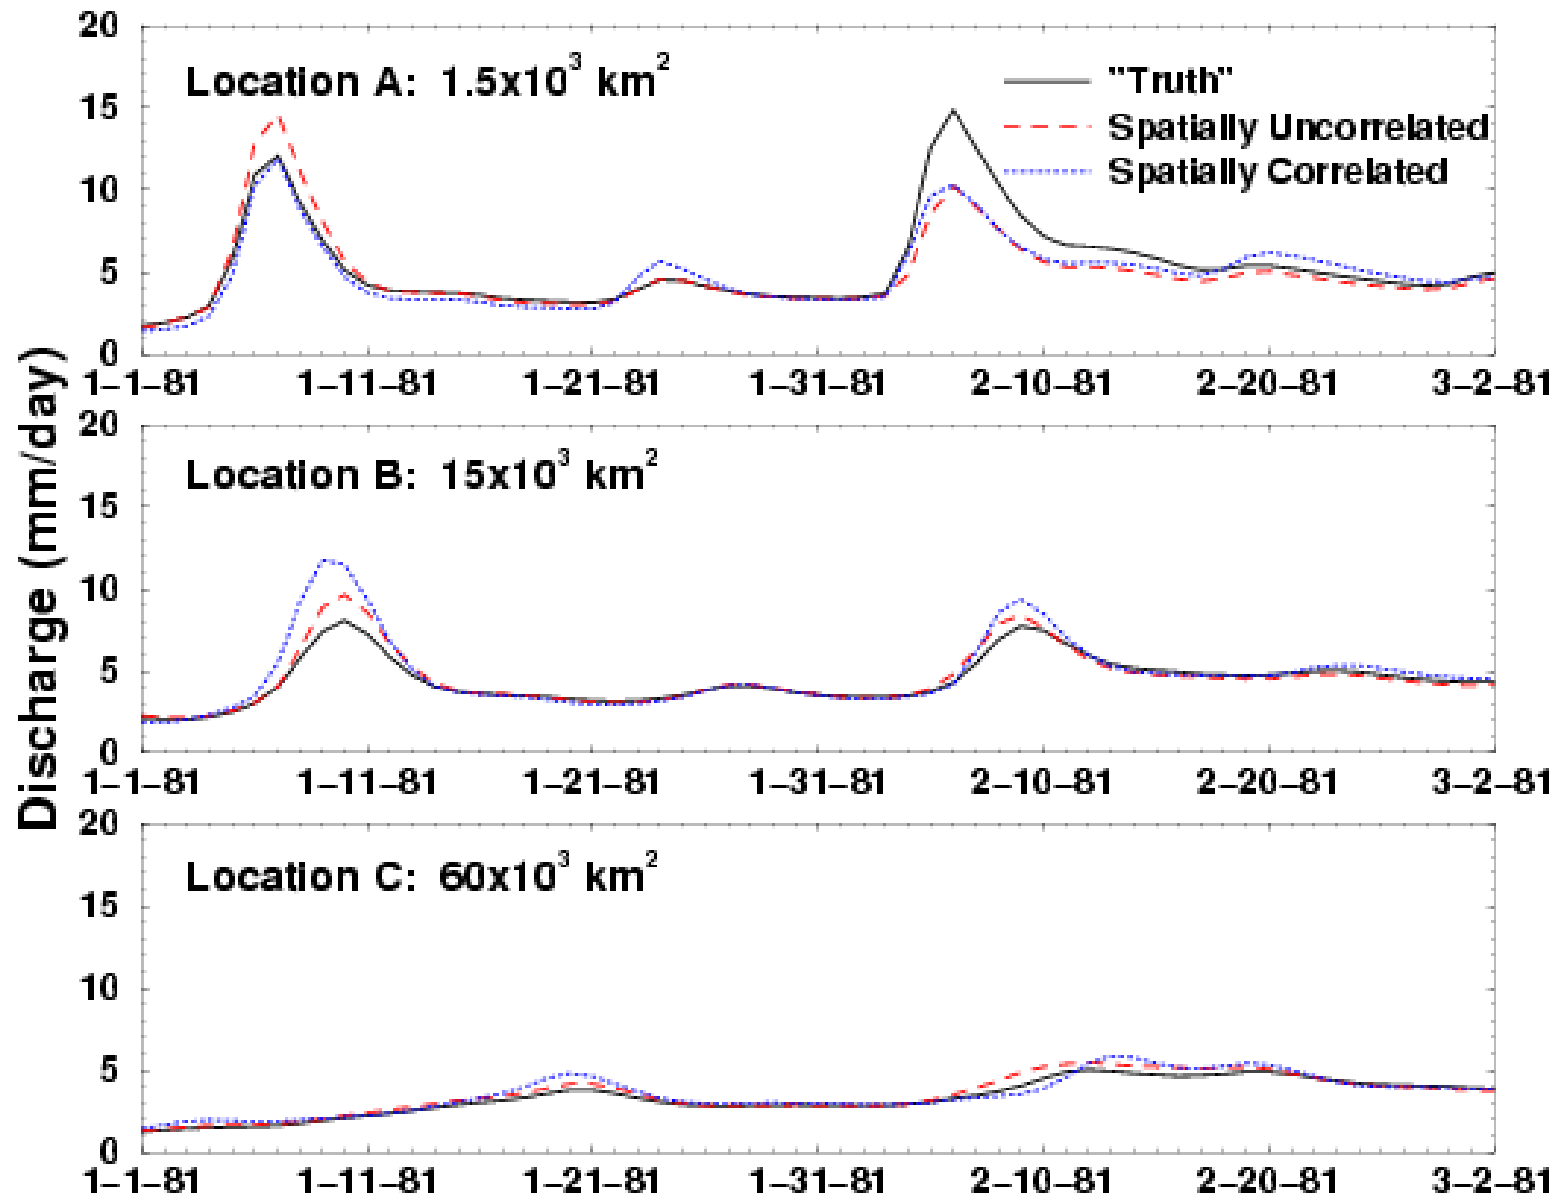 Discharge (mm/day)
20
15
10
5
0
Location A: 1.5x10³ km²
"Truth"
Spatially Uncorrelated
Spatially Correlated
1–1–81 1–11–81 1–21–81 1–31–81 2–10–81 2–20–81 3–2–81
20
15
10
5
0
Location B: 15x10³ km²
1–1–81 1–11–81 1–21–81 1–31–81 2–10–81 2–20–81 3–2–81
20
15
10
5
0
Location C: 60x10³ km²
1–1–81 1–11–81 1–21–81 1–31–81 2–10–81 2–20–81 3–2–81